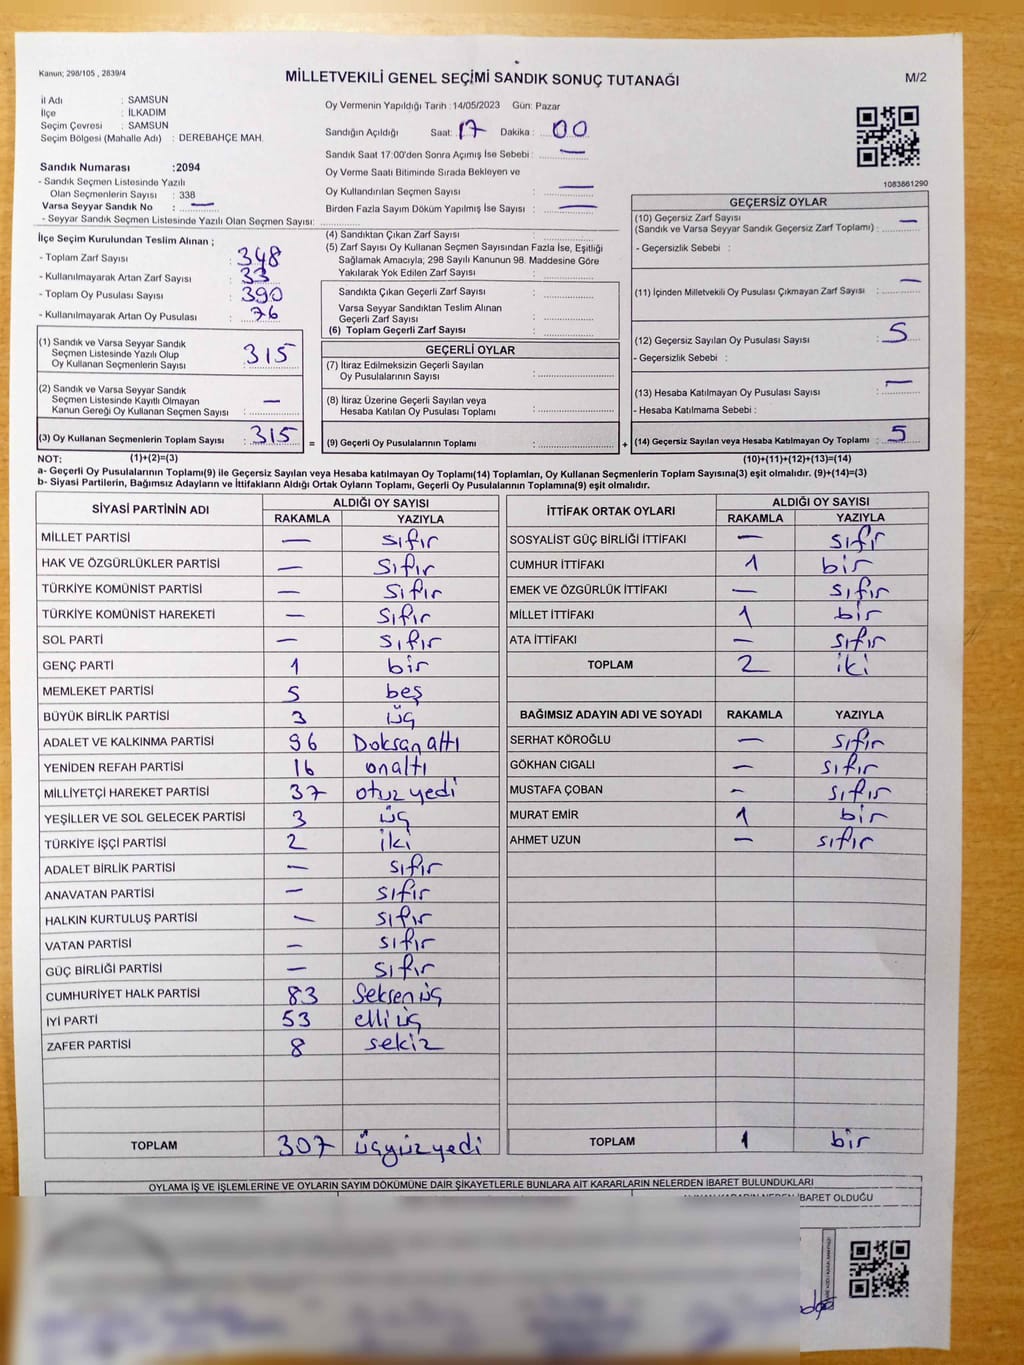 Kanun; 298/105 , 2839/4
MİLLETVEKİLİ GENEL SEÇİMİ SANDIK SONUÇ TUTANAĞI
M/2
İl Adı : SAMSUN
İlçe : İLKADIM
Seçim Çevresi : SAMSUN
Seçim Bölgesi (Mahalle Adı) : DEREBAHÇE MAH.
Sandık Numarası :2094
- Sandık Seçmen Listesinde Yazılı
Olan Seçmenlerin Sayısı : 338
Varsa Seyyar Sandık No : —
- Seyyar Sandık Seçmen Listesinde Yazılı Olan Seçmen Sayısı:
Oy Vermenin Yapıldığı Tarih :14/05/2023 Gün: Pazar
Sandığın Açıldığı Saat: 17 Dakika : 00
Sandık Saat 17:00'den Sonra Açımış İse Sebebi : —
Oy Verme Saati Bitiminde Sırada Bekleyen ve
Oy Kullandırılan Seçmen Sayısı : —
Birden Fazla Sayım Döküm Yapılmış İse Sayısı : —
1083861290
İlçe Seçim Kurulundan Teslim Alınan ;
- Toplam Zarf Sayısı : 348
- Kullanılmayarak Artan Zarf Sayısı : 33
- Toplam Oy Pusulası Sayısı : 390
- Kullanılmayarak Artan Oy Pusulası : 76
(1) Sandık ve Varsa Seyyar Sandık
Seçmen Listesinde Yazılı Olup
Oy Kullanan Seçmenlerin Sayısı : 315
(2) Sandık ve Varsa Seyyar Sandık
Seçmen Listesinde Kayıtlı Olmayan
Kanun Gereği Oy Kullanan Seçmen Sayısı : —
(3) Oy Kullanan Seçmenlerin Toplam Sayısı : 315 =
(4) Sandıktan Çıkan Zarf Sayısı :
(5) Zarf Sayısı Oy Kullanan Seçmen Sayısından Fazla İse, Eşitliği
Sağlamak Amacıyla; 298 Sayılı Kanunun 98. Maddesine Göre
Yakılarak Yok Edilen Zarf Sayısı :
Sandıkta Çıkan Geçerli Zarf Sayısı :
Varsa Seyyar Sandıktan Teslim Alınan
Geçerli Zarf Sayısı :
(6) Toplam Geçerli Zarf Sayısı :
GEÇERLİ OYLAR
(7) İtiraz Edilmeksizin Geçerli Sayılan
Oy Pusulalarının Sayısı :
(8) İtiraz Üzerine Geçerli Sayılan veya
Hesaba Katılan Oy Pusulası Toplamı :
(9) Geçerli Oy Pusulalarının Toplamı : +
GEÇERSİZ OYLAR
(10) Geçersiz Zarf Sayısı
(Sandık ve Varsa Seyyar Sandık Geçersiz Zarf Toplamı) : —
- Geçersizlik Sebebi :
(11) İçinden Milletvekili Oy Pusulası Çıkmayan Zarf Sayısı : —
(12) Geçersiz Sayılan Oy Pusulası Sayısı : 5
- Geçersizlik Sebebi :
(13) Hesaba Katılmayan Oy Pusulası Sayısı : —
- Hesaba Katılmama Sebebi :
(14) Geçersiz Sayılan veya Hesaba Katılmayan Oy Toplamı : 5
NOT: (1)+(2)=(3) (10)+(11)+(12)+(13)=(14)
a- Geçerli Oy Pusulalarının Toplamı(9) ile Geçersiz Sayılan veya Hesaba katılmayan Oy Toplamı(14) Toplamları, Oy Kullanan Seçmenlerin Toplam Sayısına(3) eşit olmalıdır. (9)+(14)=(3)
b- Siyasi Partilerin, Bağımsız Adayların ve İttifakların Aldığı Ortak Oyların Toplamı, Geçerli Oy Pusulalarının Toplamına(9) eşit olmalıdır.
SİYASİ PARTİNİN ADI ALDIĞI OY SAYISI
RAKAMLA YAZIYLA
MİLLET PARTİSİ — sıfır
HAK VE ÖZGÜRLÜKLER PARTİSİ — sıfır
TÜRKİYE KOMÜNİST PARTİSİ — sıfır
TÜRKİYE KOMÜNİST HAREKETİ — sıfır
SOL PARTİ — sıfır
GENÇ PARTİ 1 bir
MEMLEKET PARTİSİ 5 beş
BÜYÜK BİRLİK PARTİSİ 3 üç
ADALET VE KALKINMA PARTİSİ 96 Doksan altı
YENİDEN REFAH PARTİSİ 16 onaltı
MİLLİYETÇİ HAREKET PARTİSİ 37 otuz yedi
YEŞİLLER VE SOL GELECEK PARTİSİ 3 üç
TÜRKİYE İŞÇİ PARTİSİ 2 iki
ADALET BİRLİK PARTİSİ — sıfır
ANAVATAN PARTİSİ — sıfır
HALKIN KURTULUŞ PARTİSİ — sıfır
VATAN PARTİSİ — sıfır
GÜÇ BİRLİĞİ PARTİSİ — sıfır
CUMHURİYET HALK PARTİSİ 83 Seksen üç
İYİ PARTİ 53 elli üç
ZAFER PARTİSİ 8 sekiz
TOPLAM 307 üçyüz yedi
İTTİFAK ORTAK OYLARI ALDIĞI OY SAYISI
RAKAMLA YAZIYLA
SOSYALİST GÜÇ BİRLİĞİ İTTİFAKI — sıfır
CUMHUR İTTİFAKI 1 bir
EMEK VE ÖZGÜRLÜK İTTİFAKI — sıfır
MİLLET İTTİFAKI 1 bir
ATA İTTİFAKI — sıfır
TOPLAM 2 iki
BAĞIMSIZ ADAYIN ADI VE SOYADI RAKAMLA YAZIYLA
SERHAT KÖROĞLU — sıfır
GÖKHAN CIGALI — sıfır
MUSTAFA ÇOBAN — sıfır
MURAT EMİR 1 bir
AHMET UZUN — sıfır
TOPLAM 1 bir
OYLAMA İŞ VE İŞLEMLERİNE VE OYLARIN SAYIM DÖKÜMÜNE DAİR ŞİKAYETLERLE BUNLARA AİT KARARLARIN NELERDEN İBARET BULUNDUKLARI
İBARET OLDUĞU